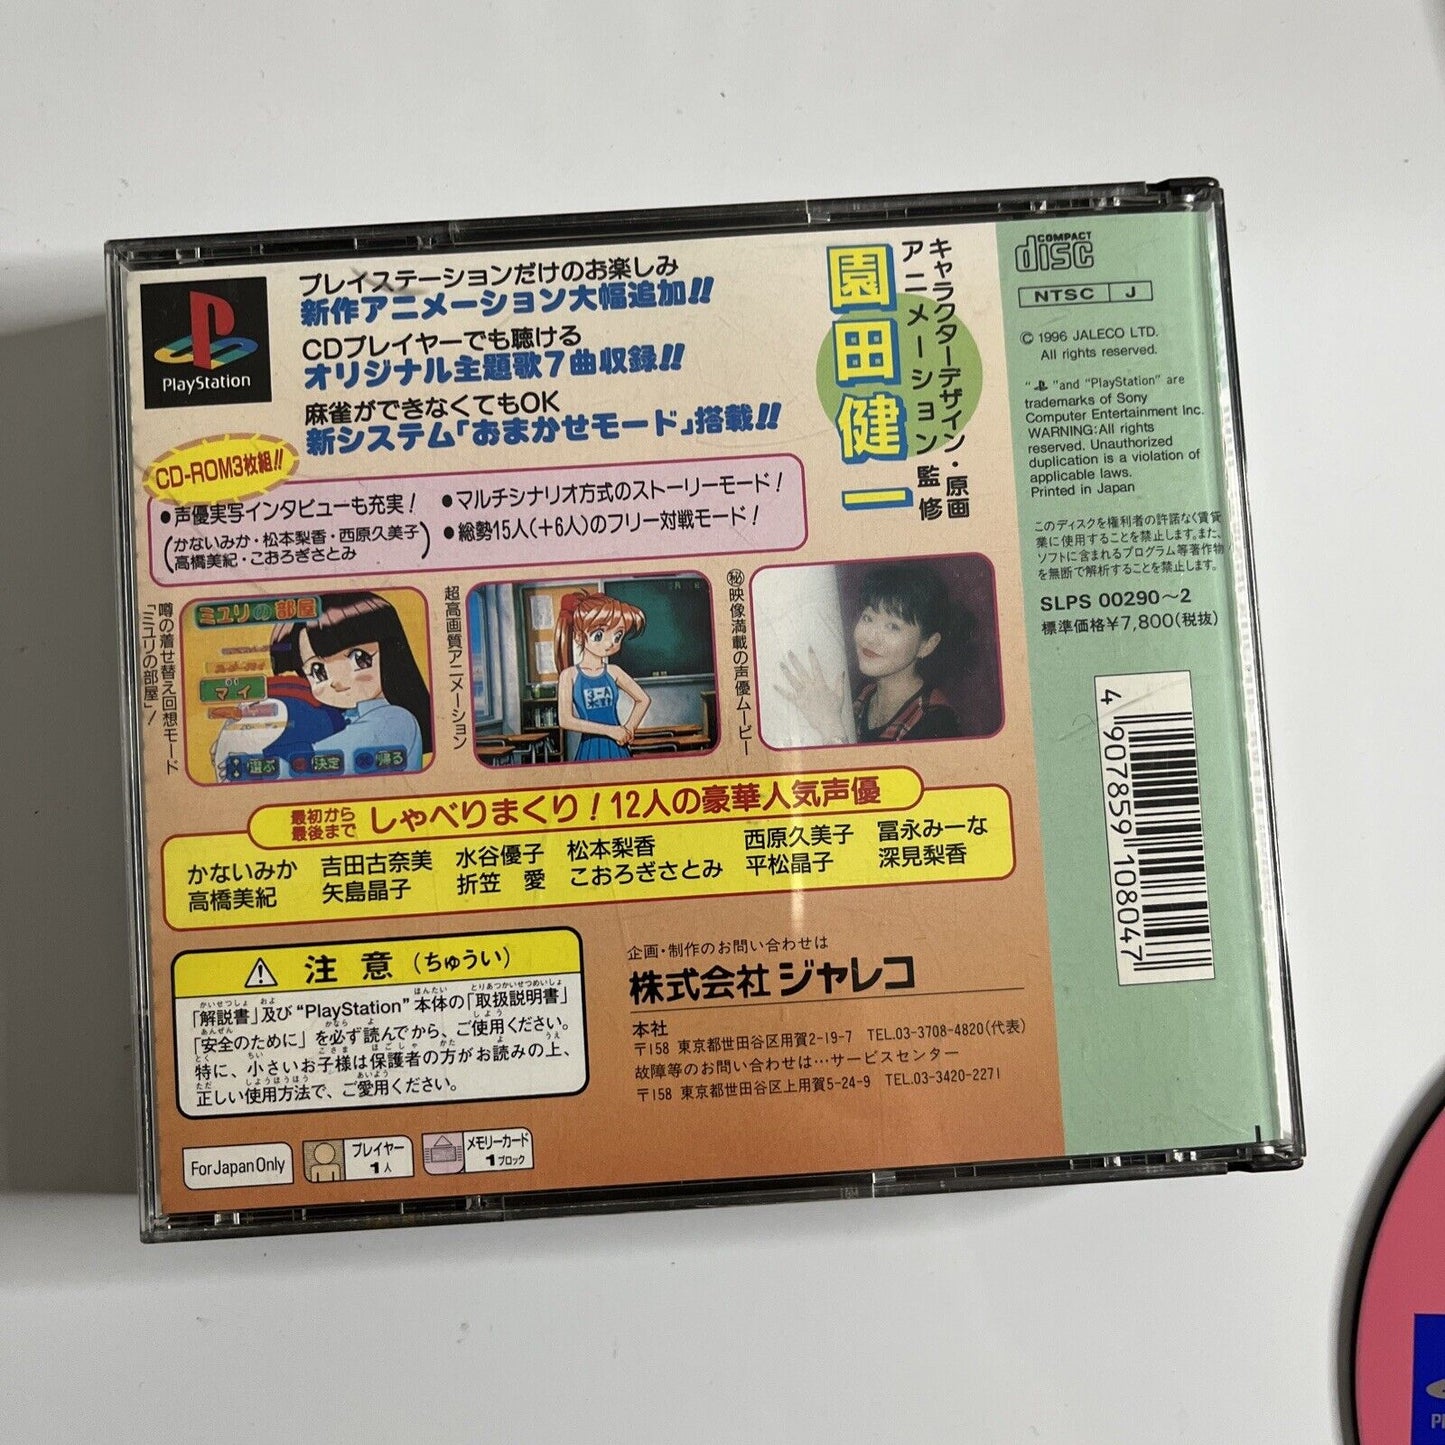 PlayStation
プレイステーションだけのお楽しみ
新作アニメーション大幅追加!!
CDプレイヤーでも聴ける
オリジナル主題歌7曲収録!!
麻雀ができなくてもOK
新システム「おまかせモード」搭載!!
キャラクターデザイン・原画
アニメーション監修
園田健一
CD-ROM3枚組!!
●声優実写インタビューも充実!
(かないみか・松本梨香・西原久美子
高橋美紀・こおろぎさとみ)
●マルチシナリオ方式のストーリーモード!
●総勢15人(+6人)のフリー対戦モード!
噂の着せ替え回想モード
「ミユリの部屋」!
ミユリの部屋
マイ
選ぶ 決定 帰る
超高画質アニメーション
3-A
㊙映像満載の声優ムービー
最初から
最後まで しゃべりまくり!12人の豪華人気声優
かないみか 吉田古奈美 水谷優子 松本梨香 西原久美子 冨永みーな
高橋美紀 矢島晶子 折笠 愛 こおろぎさとみ 平松晶子 深見梨香
注意(ちゅうい)
「解説書」及び“PlayStation”本体の「取扱説明書」
「安全のために」を必ず読んでから、ご使用ください。
特に、小さいお子様は保護者の方がお読みの上、
正しい使用方法で、ご愛用ください。
企画・制作のお問い合わせは
株式会社 ジャレコ
本社
〒158 東京都世田谷区用賀2-19-7 TEL.03-3708-4820(代表)
故障等のお問い合わせは…サービスセンター
〒158 東京都世田谷区上用賀5-24-9 TEL.03-3420-2271
For Japan Only
プレイヤー
1人
メモリーカード
1ブロック
COMPACT
disc
NTSC J
© 1996 JALECO LTD.
All rights reserved.
" "and "PlayStation" are
trademarks of Sony
Computer Entertainment Inc.
WARNING:All rights
reserved. Unauthorized
duplication is a violation of
applicable laws.
Printed in Japan
このディスクを権利者の許諾なく賃貸
業に使用することを禁止します。また、
ソフトに含まれるプログラム等著作物
を無断で解析することを禁止します。
SLPS 00290～2
標準価格¥7,800(税抜)
4 907859 108047